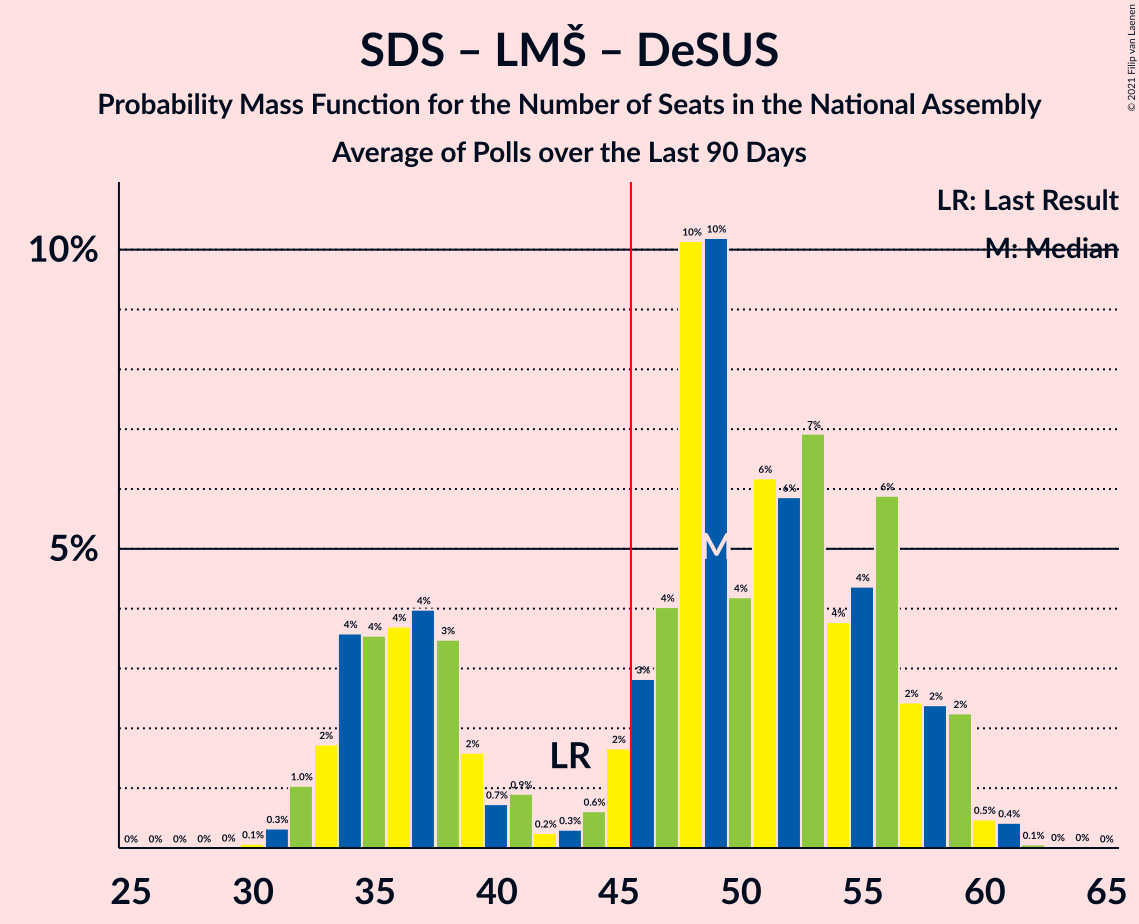 SDS – LMŠ – DeSUS
Probability Mass Function for the Number of Seats in the National Assembly
Average of Polls over the Last 90 Days
© 2021 Filip van Laenen
LR: Last Result
M: Median
10%
5%
0% 0% 0% 0% 0% 0.1% 0.3% 1.0% 2% 4% 4% 4% 4% 3% 2% 0.7% 0.9% 0.2% 0.3% 0.6% 2% 3% 4% 10% 10% 4% 6% 6% 7% 4% 4% 6% 2% 2% 2% 0.5% 0.4% 0.1% 0% 0% 0%
M
LR
25 30 35 40 45 50 55 60 65